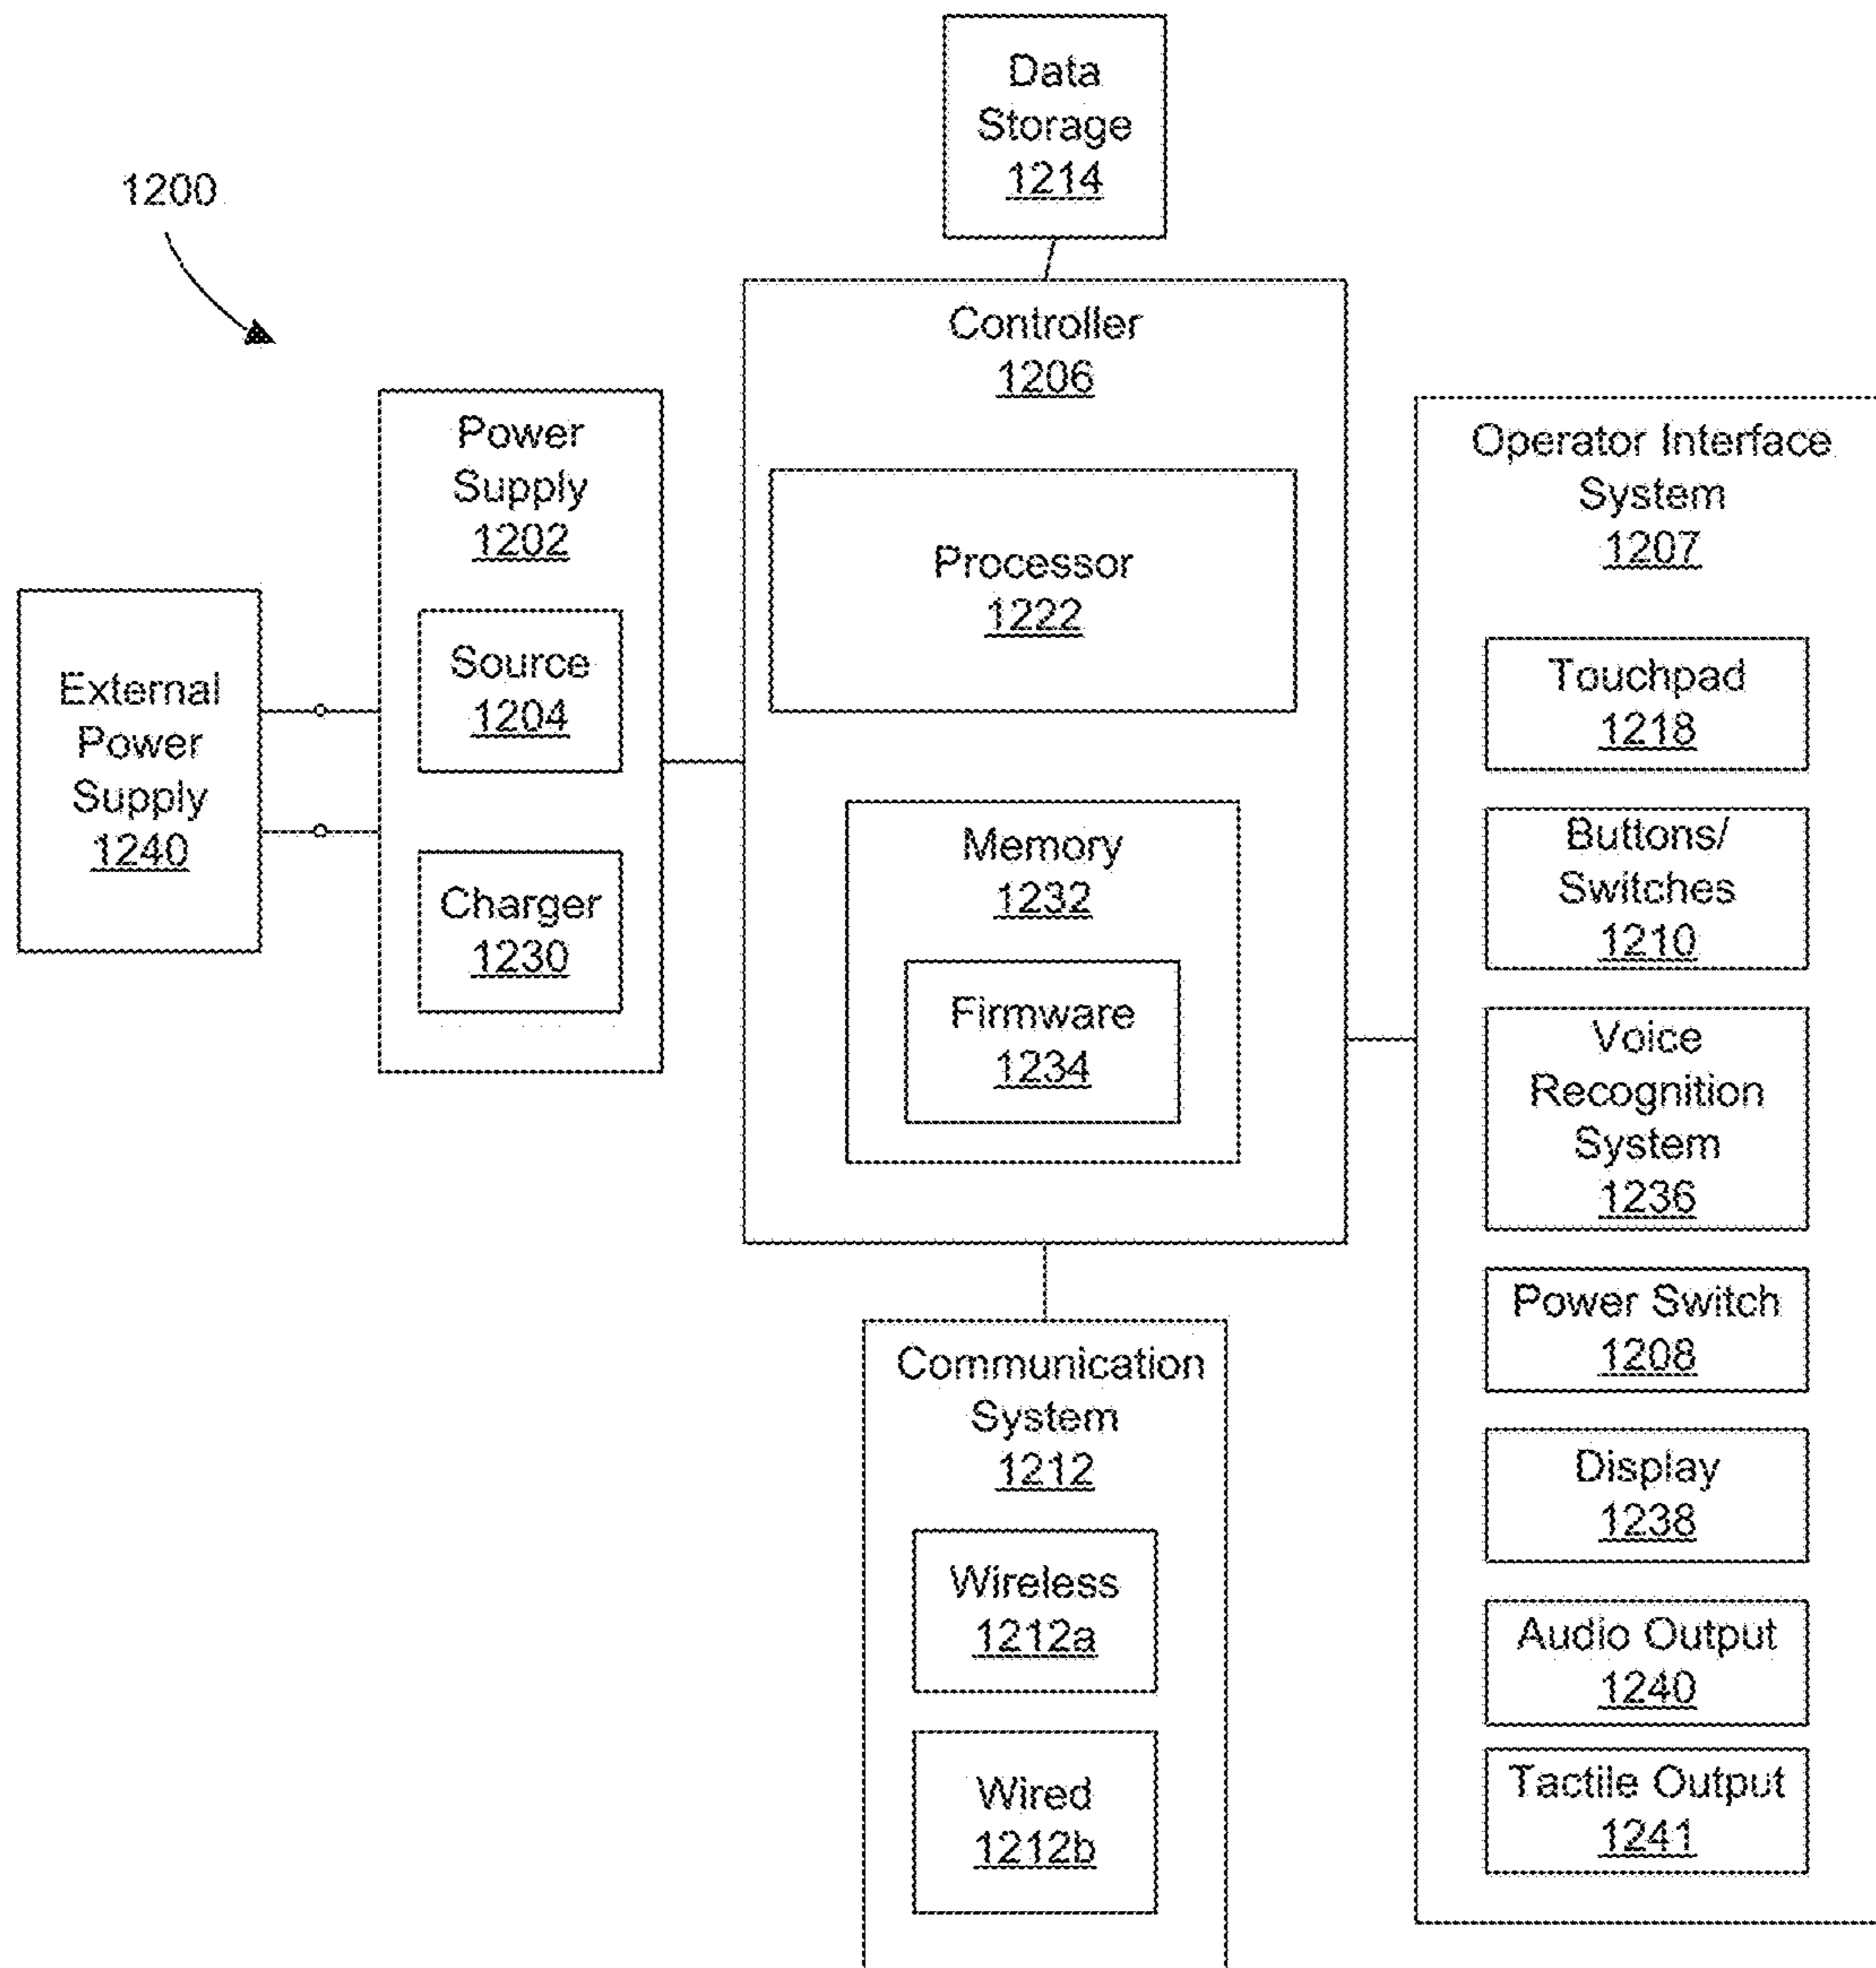 Data
Storage
1214
1200
Controller
1206
Processor
1222
Memory
1232
Firmware
1234
Power
Supply
1202
Source
1204
Charger
1230
External
Power
Supply
1240
Operator Interface
System
1207
Touchpad
1218
Buttons/
Switches
1210
Voice
Recognition
System
1236
Power Switch
1208
Display
1238
Audio Output
1240
Tactile Output
1241
Communication
System
1212
Wireless
1212a
Wired
1212b